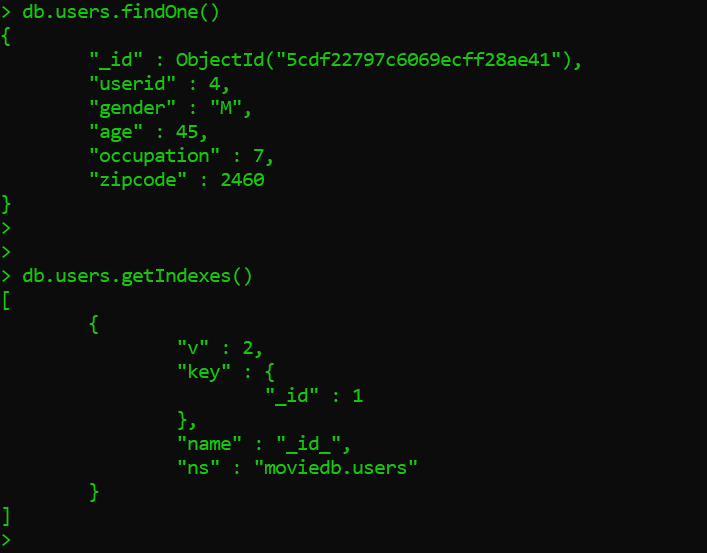 > db.users.findOne()
{
        "_id" : ObjectId("5cdf22797c6069ecff28ae41"),
        "userid" : 4,
        "gender" : "M",
        "age" : 45,
        "occupation" : 7,
        "zipcode" : 2460
}
>
>
> db.users.getIndexes()
[
        {
                "v" : 2,
                "key" : {
                        "_id" : 1
                },
                "name" : "_id_",
                "ns" : "moviedb.users"
        }
]
>